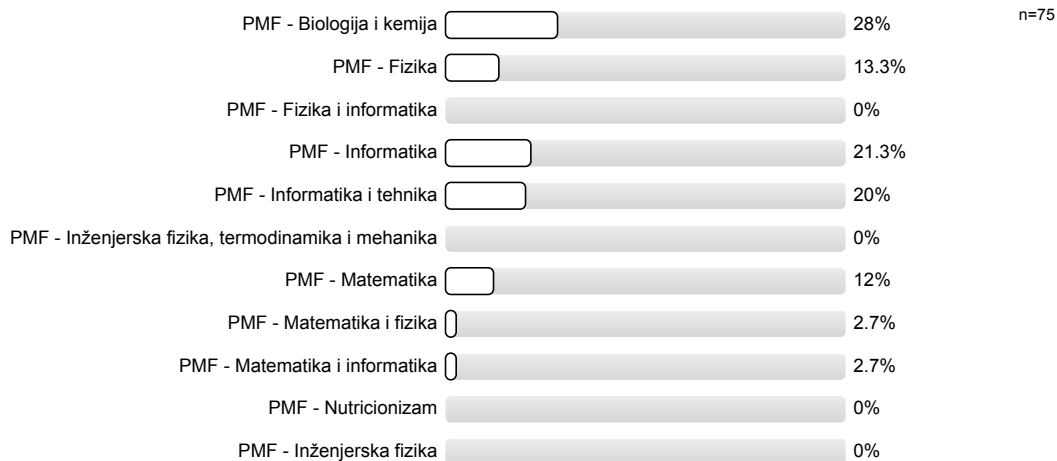 PMF - Biologija i kemija 28% n=75
PMF - Fizika 13.3%
PMF - Fizika i informatika 0%
PMF - Informatika 21.3%
PMF - Informatika i tehnika 20%
PMF - Inženjerska fizika, termodinamika i mehanika 0%
PMF - Matematika 12%
PMF - Matematika i fizika 2.7%
PMF - Matematika i informatika 2.7%
PMF - Nutricionizam 0%
PMF - Inženjerska fizika 0%